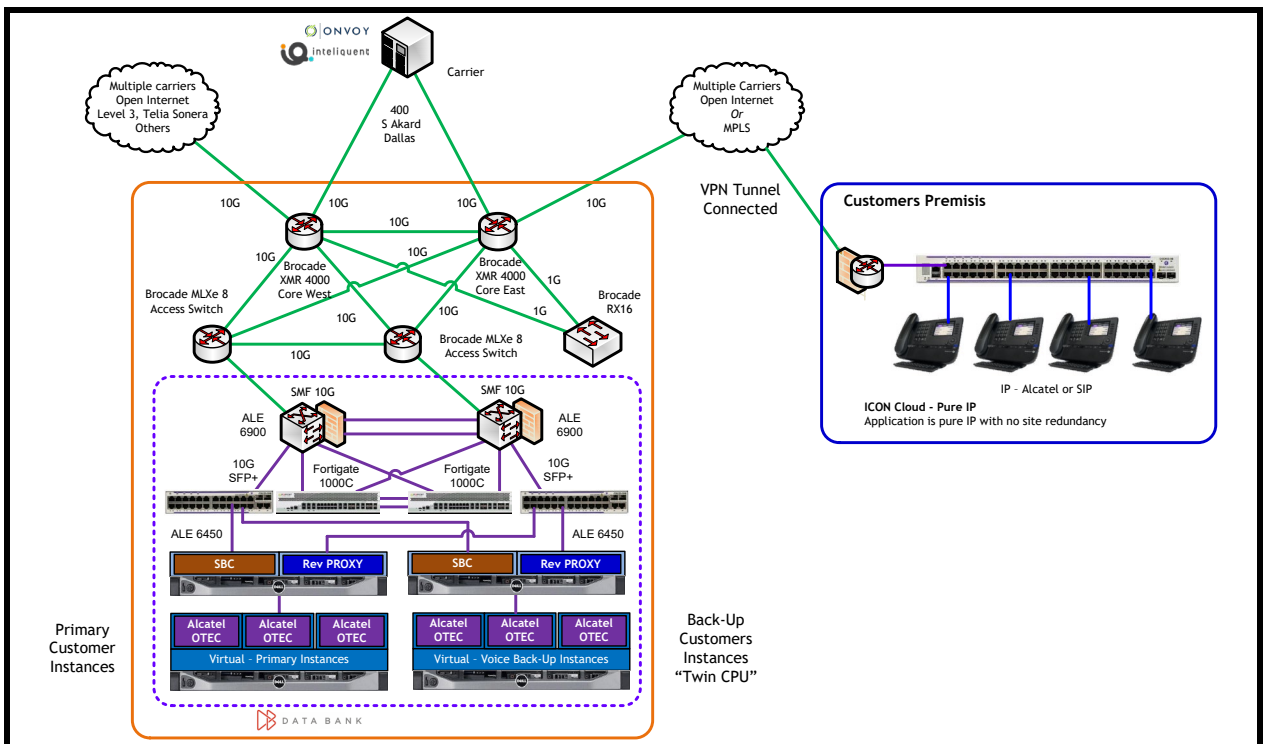 ONVOY
inteliquent
Carrier
Multiple carriers
Open Internet
Level 3, Telia Sonera
Others
400
S Akard
Dallas
Multiple Carriers
Open Internet
Or
MPLS
VPN Tunnel
Connected
Customers Premisis
10G
10G
10G
10G
10G
10G
10G
10G
Brocade
XMR 4000
Core West
Brocade
XMR 4000
Core East
1G
1G
Brocade
RX16
Brocade MLXe 8
Access Switch
10G
10G
10G
Brocade MLXe 8
Access Switch
IP – Alcatel or SIP
ICON Cloud – Pure IP
Application is pure IP with no site redundancy
SMF 10G
SMF 10G
ALE
6900
ALE
6900
10G
SFP+
Fortigate
1000C
Fortigate
1000C
10G
SFP+
ALE 6450
ALE 6450
SBC
Rev PROXY
SBC
Rev PROXY
DELL
DELL
Primary
Customer
Instances
Alcatel
OTEC
Alcatel
OTEC
Alcatel
OTEC
Virtual – Primary Instances
Alcatel
OTEC
Alcatel
OTEC
Alcatel
OTEC
Virtual – Voice Back-Up Instances
DELL
DELL
Back-Up
Customers
Instances
“Twin CPU”
DATA BANK